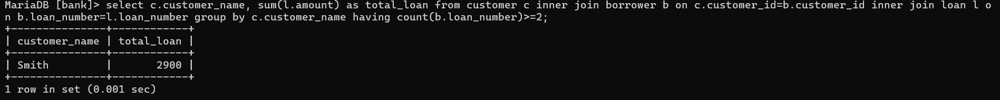 MariaDB [bank]> select c.customer_name, sum(l.amount) as total_loan from customer c inner join borrower b on c.customer_id=b.customer_id inner join loan l o
n b.loan_number=l.loan_number group by c.customer_name having count(b.loan_number)>=2;
+---------------+------------+
| customer_name | total_loan |
+---------------+------------+
| Smith         |       2900 |
+---------------+------------+
1 row in set (0.001 sec)